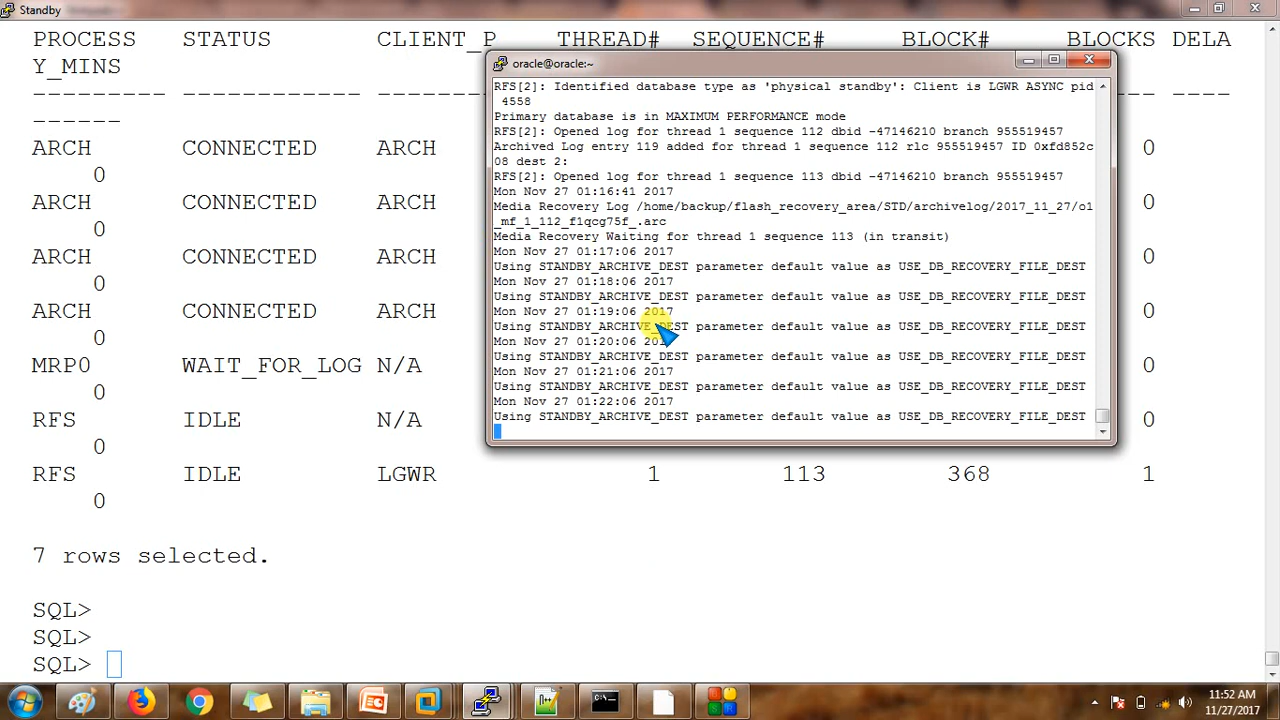 Standby
PROCESS STATUS CLIENT_P THREAD# SEQUENCE# BLOCK# BLOCKS DELA
Y_MINS
--------- ------------ -------- ----
------
ARCH CONNECTED ARCH 0
0
ARCH CONNECTED ARCH 0
0
ARCH CONNECTED ARCH 0
0
ARCH CONNECTED ARCH 0
0
MRP0 WAIT_FOR_LOG N/A 0
0
RFS IDLE N/A 0
0
RFS IDLE LGWR 1 113 368 1
0
7 rows selected.
SQL>
SQL>
SQL>
oracle@oracle:~
RFS[2]: Identified database type as 'physical standby': Client is LGWR ASYNC pid
4558
Primary database is in MAXIMUM PERFORMANCE mode
RFS[2]: Opened log for thread 1 sequence 112 dbid -47146210 branch 955519457
Archived Log entry 119 added for thread 1 sequence 112 rlc 955519457 ID 0xfd852c
08 dest 2:
RFS[2]: Opened log for thread 1 sequence 113 dbid -47146210 branch 955519457
Mon Nov 27 01:16:41 2017
Media Recovery Log /home/backup/flash_recovery_area/STD/archivelog/2017_11_27/o1
_mf_1_112_f1qcg75f_.arc
Media Recovery Waiting for thread 1 sequence 113 (in transit)
Mon Nov 27 01:17:06 2017
Using STANDBY_ARCHIVE_DEST parameter default value as USE_DB_RECOVERY_FILE_DEST
Mon Nov 27 01:18:06 2017
Using STANDBY_ARCHIVE_DEST parameter default value as USE_DB_RECOVERY_FILE_DEST
Mon Nov 27 01:19:06 2017
Using STANDBY_ARCHIVE_DEST parameter default value as USE_DB_RECOVERY_FILE_DEST
Mon Nov 27 01:20:06 2017
Using STANDBY_ARCHIVE_DEST parameter default value as USE_DB_RECOVERY_FILE_DEST
Mon Nov 27 01:21:06 2017
Using STANDBY_ARCHIVE_DEST parameter default value as USE_DB_RECOVERY_FILE_DEST
Mon Nov 27 01:22:06 2017
Using STANDBY_ARCHIVE_DEST parameter default value as USE_DB_RECOVERY_FILE_DEST
11:52 AM
11/27/2017